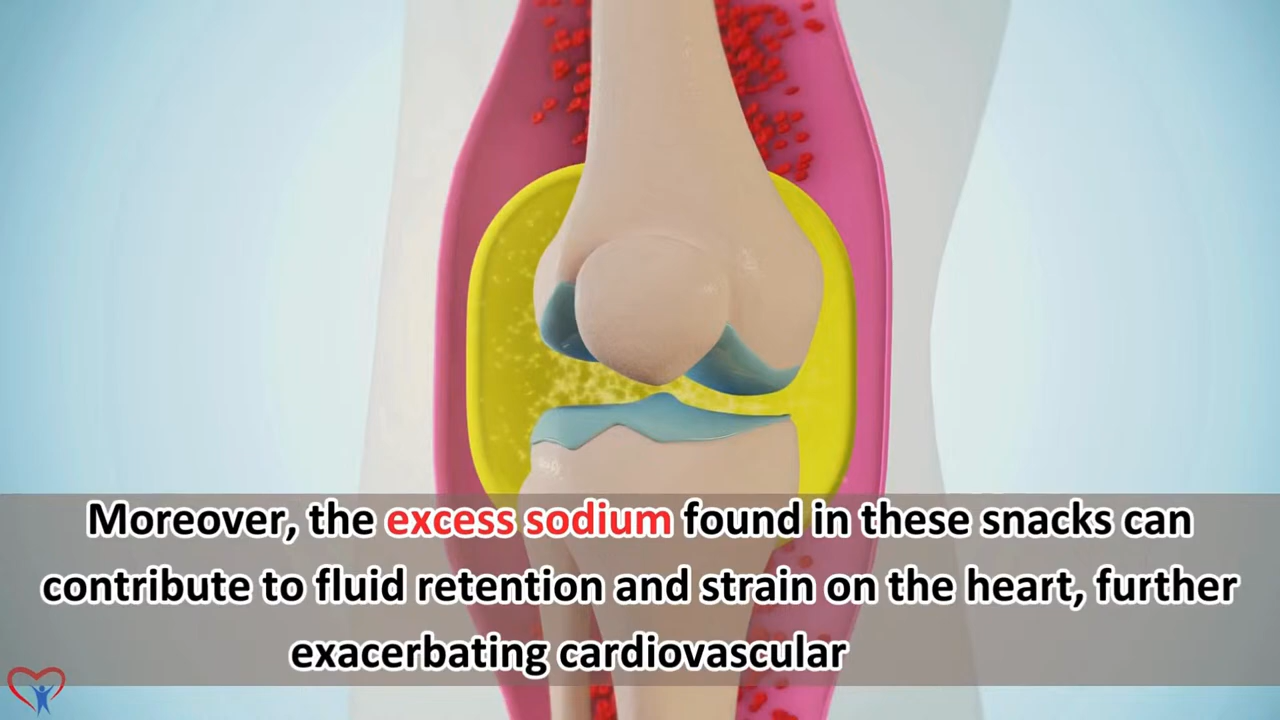 Moreover, the excess sodium found in these snacks can
contribute to fluid retention and strain on the heart, further
exacerbating cardiovascular